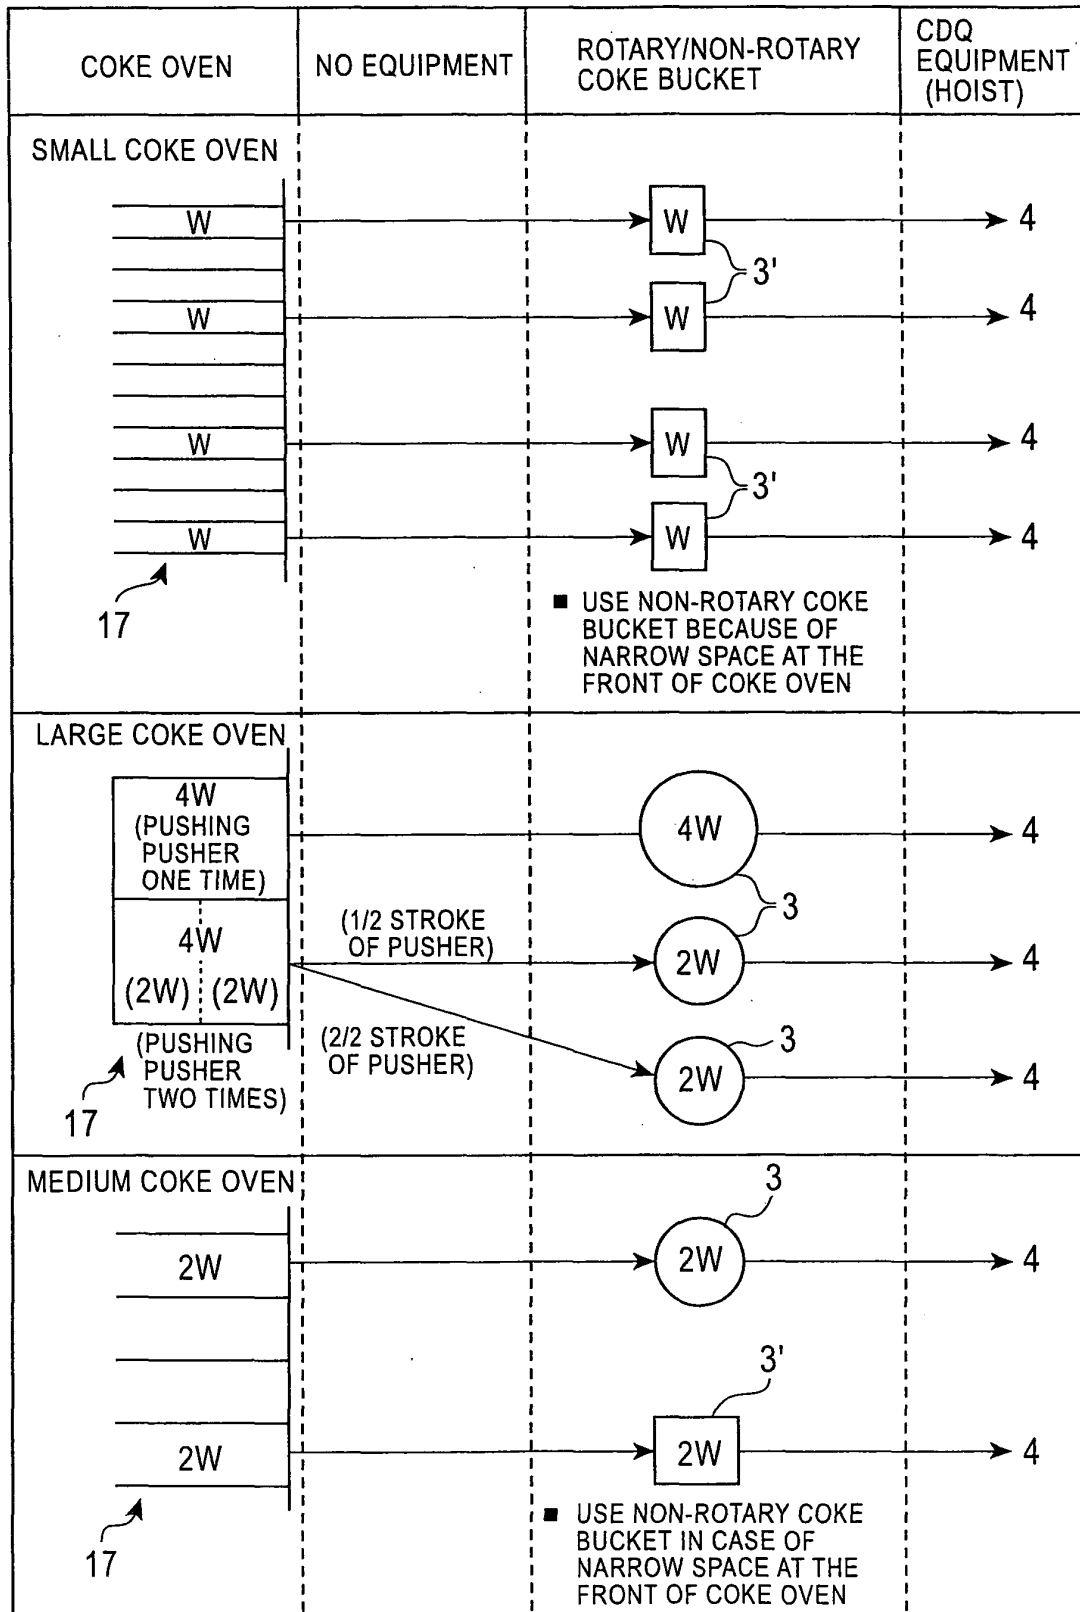 COKE OVEN
NO EQUIPMENT
ROTARY/NON-ROTARY
COKE BUCKET
CDQ
EQUIPMENT
(HOIST)
SMALL COKE OVEN
W
W
4
3'
W
W
4
W
W
4
3'
W
W
4
17
■ USE NON-ROTARY COKE
BUCKET BECAUSE OF
NARROW SPACE AT THE
FRONT OF COKE OVEN
LARGE COKE OVEN
4W
(PUSHING
PUSHER
ONE TIME)
4W
4
3
4W
(2W) (2W)
(1/2 STROKE
OF PUSHER)
2W
4
(PUSHING
PUSHER
TWO TIMES)
17
(2/2 STROKE
OF PUSHER)
3
2W
4
MEDIUM COKE OVEN
3
2W
2W
4
3'
2W
2W
4
17
■ USE NON-ROTARY COKE
BUCKET IN CASE OF
NARROW SPACE AT THE
FRONT OF COKE OVEN